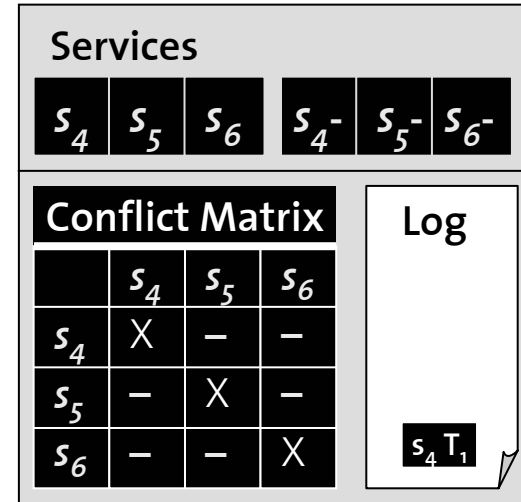 Services
s4 s5 s6 s4- s5- s6-
Conflict Matrix
s4 s5 s6
s4 X – –
s5 – X –
s6 – – X
Log
s4 T1